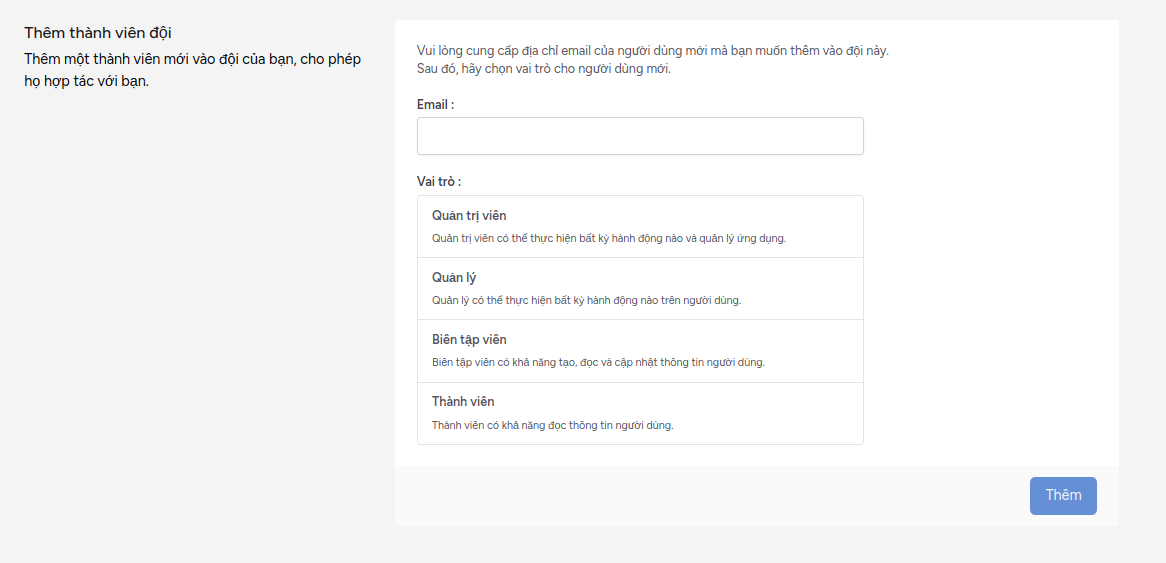 Thêm thành viên đội
Thêm một thành viên mới vào đội của bạn, cho phép
họ hợp tác với bạn.
Vui lòng cung cấp địa chỉ email của người dùng mới mà bạn muốn thêm vào đội này.
Sau đó, hãy chọn vai trò cho người dùng mới.
Email :
Vai trò :
Quản trị viên
Quản trị viên có thể thực hiện bất kỳ hành động nào và quản lý ứng dụng.
Quản lý
Quản lý có thể thực hiện bất kỳ hành động nào trên người dùng.
Biên tập viên
Biên tập viên có khả năng tạo, đọc và cập nhật thông tin người dùng.
Thành viên
Thành viên có khả năng đọc thông tin người dùng.
Thêm